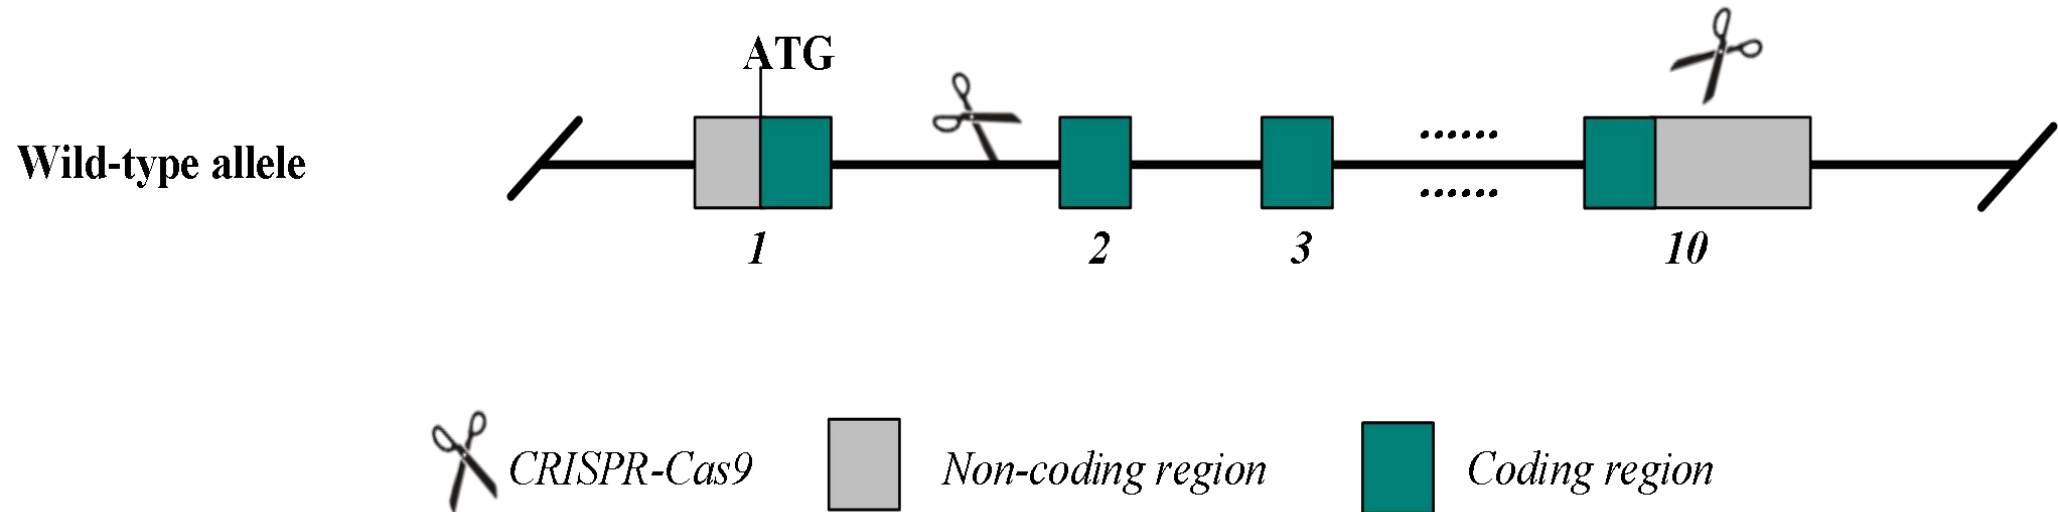 ATG
Wild-type allele
......
......
1 2 3 10
CRISPR-Cas9 Non-coding region Coding region